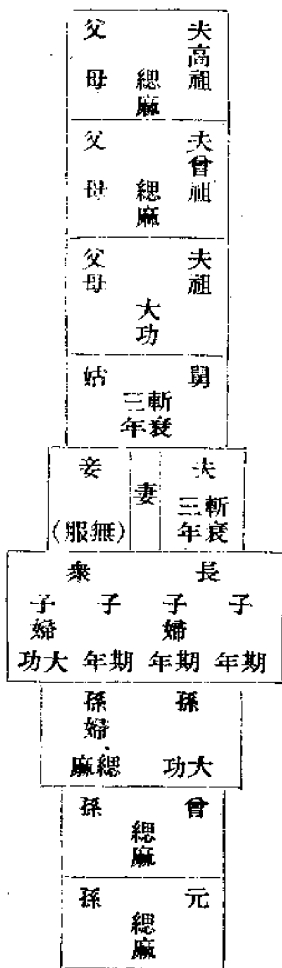 夫高祖
父母
緦麻
夫曾祖
父母
緦麻
夫祖
父母
大功
舅
姑
斬衰
三年
夫
斬衰
三年
妻
妾
(無服)
長
子
期年
子婦
期年
眾
子
期年
子婦
大功
孫
大功
孫婦
緦麻
曾孫
緦麻
元孫
緦麻